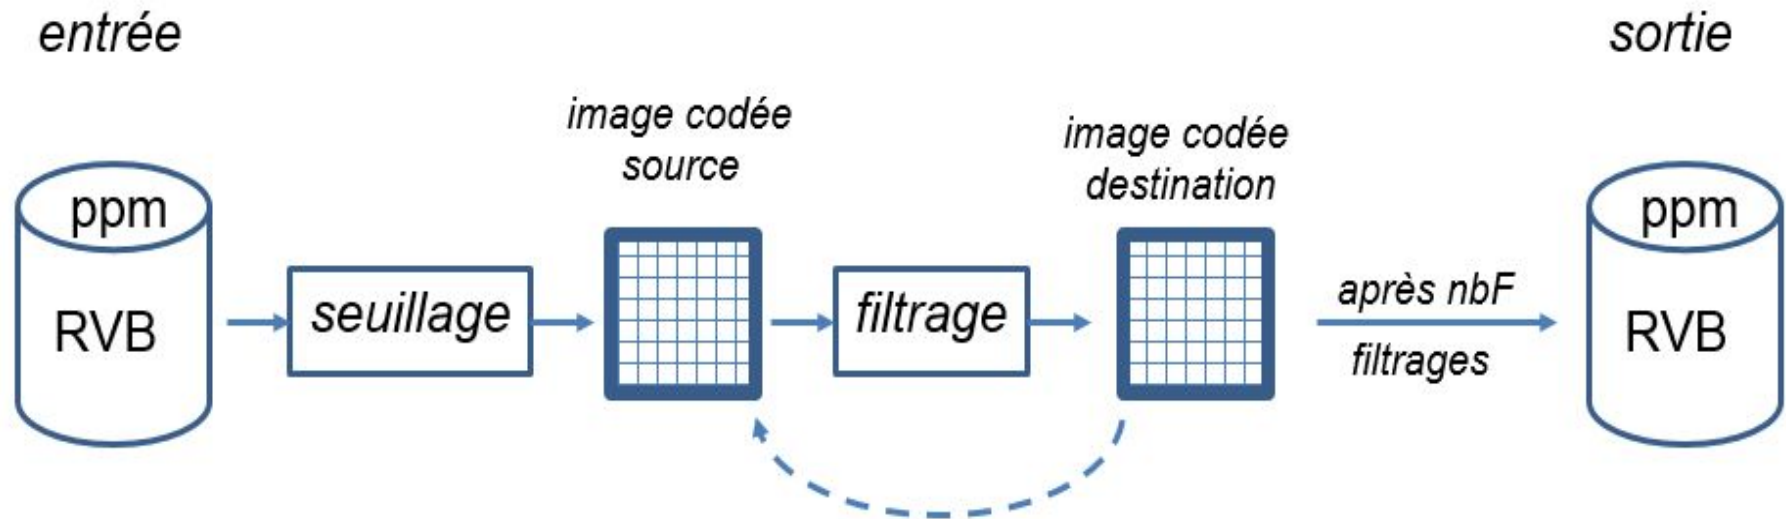 entrée
sortie
image codée
source
image codée
destination
ppm
RVB
seuillage
filtrage
après nbF
filtrages
ppm
RVB